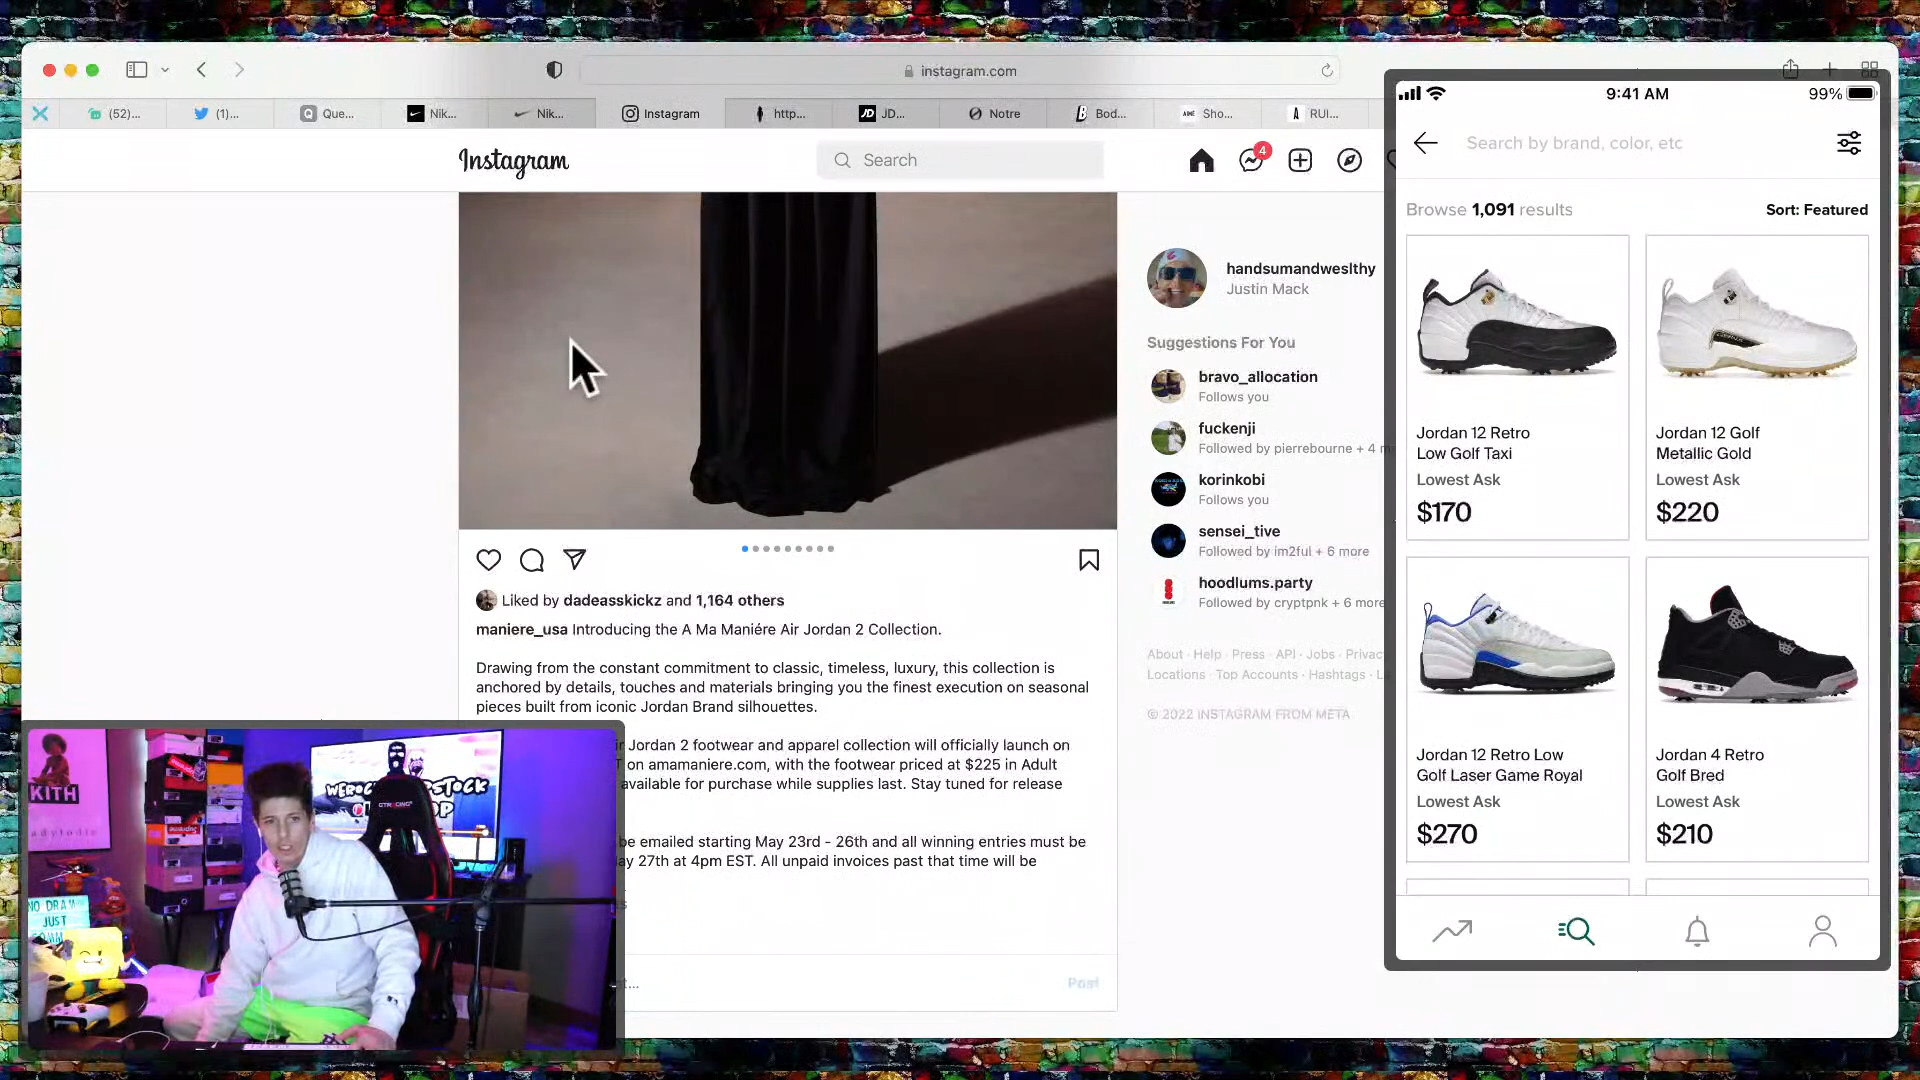 instagram.com
(52)...
(1)...
Que...
Nik...
Nik...
Instagram
http...
JD
JD...
Notre
Bod...
AIME
Sho...
RUI...
Instagram
Search
4
handsumandweslthy
Justin Mack
Suggestions For You
bravo_allocation
Follows you
fuckenji
Followed by pierrebourne + 4 m
korinkobi
Follows you
sensei_tive
Followed by im2ful + 6 more
hoodlums.party
Followed by cryptpnk + 6 more
About · Help · Press · API · Jobs · Privac
Locations · Top Accounts · Hashtags · L
© 2022 INSTAGRAM FROM META
Liked by dadeasskickz and 1,164 others
maniere_usa Introducing the A Ma Maniére Air Jordan 2 Collection.
Drawing from the constant commitment to classic, timeless, luxury, this collection is
anchored by details, touches and materials bringing you the finest execution on seasonal
pieces built from iconic Jordan Brand silhouettes.
ir Jordan 2 footwear and apparel collection will officially launch on
T on amamaniere.com, with the footwear priced at $225 in Adult
available for purchase while supplies last. Stay tuned for release
be emailed starting May 23rd - 26th and all winning entries must be
ay 27th at 4pm EST. All unpaid invoices past that time will be
s
t...
Post
9:41 AM
99%
Search by brand, color, etc
Browse 1,091 results
Sort: Featured
Jordan 12 Retro
Low Golf Taxi
Lowest Ask
$170
Jordan 12 Golf
Metallic Gold
Lowest Ask
$220
Jordan 12 Retro Low
Golf Laser Game Royal
Lowest Ask
$270
Jordan 4 Retro
Golf Bred
Lowest Ask
$210
KITH
GTRACING
NO DRAM
JUST